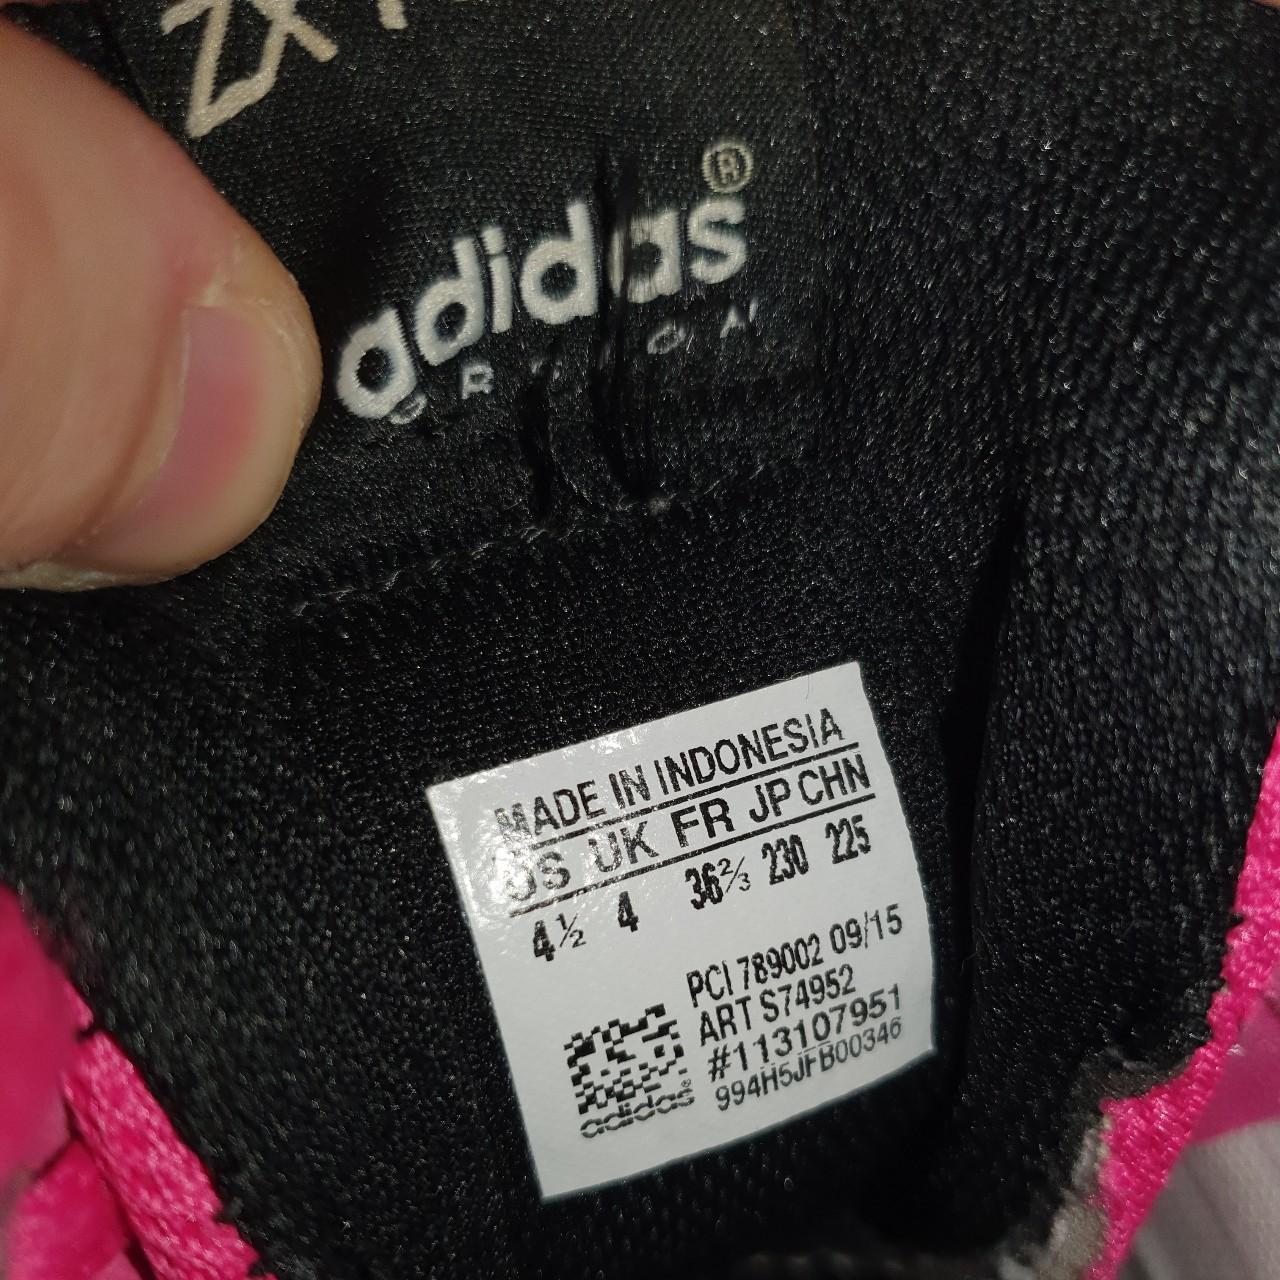 ZX
adidas®
MADE IN INDONESIA
US UK FR JP CHN
4½ 4 36⅔ 230 225
PCI 789002 09/15
ART S74952
#113107951
994H5JFB00346
adidas®